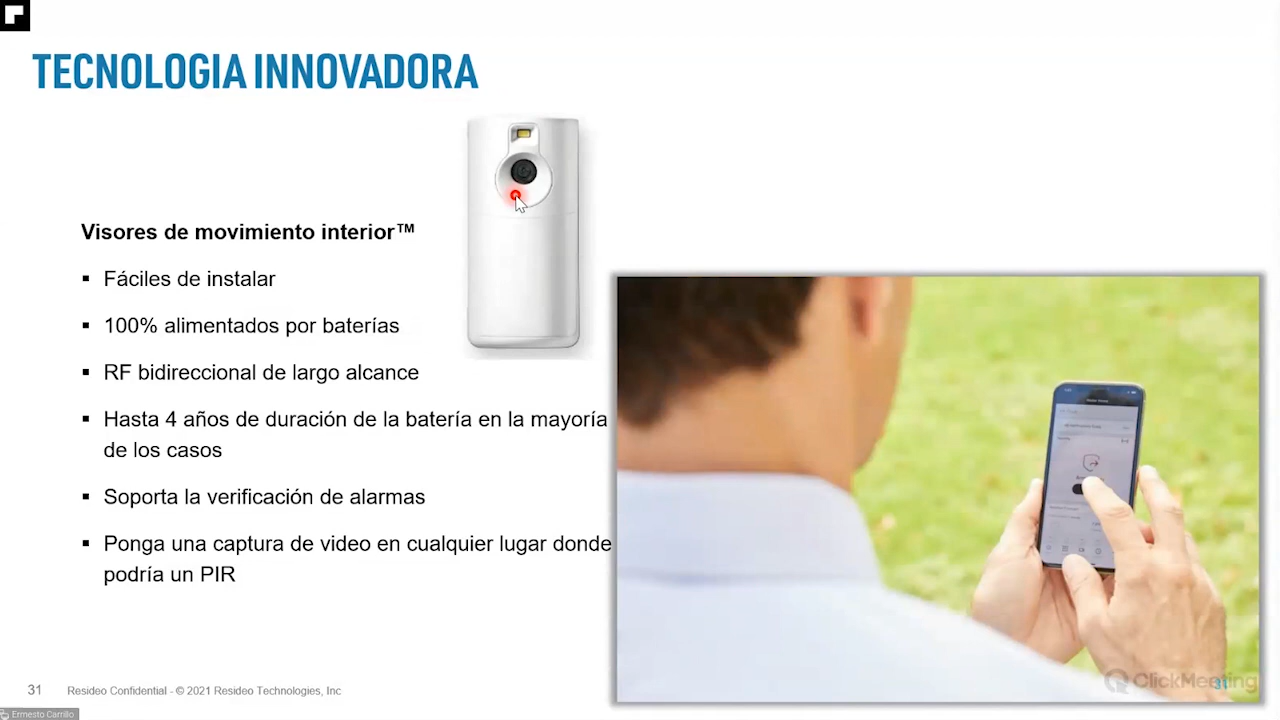 TECNOLOGIA INNOVADORA
Visores de movimiento interior™
▪ Fáciles de instalar
▪ 100% alimentados por baterías
▪ RF bidireccional de largo alcance
▪ Hasta 4 años de duración de la batería en la mayoría
de los casos
▪ Soporta la verificación de alarmas
▪ Ponga una captura de video en cualquier lugar donde
podría un PIR
31
Resideo Confidential - © 2021 Resideo Technologies, Inc
ClickMeeting
31
Ermesto Carrillo